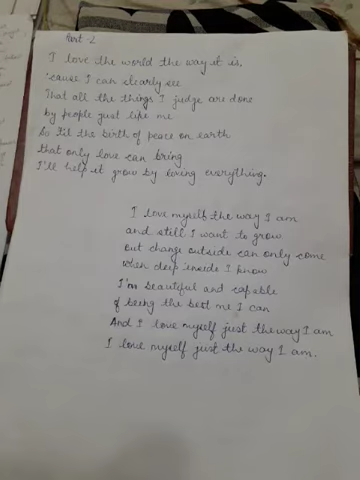 Part -2
I love the world the way it is.
'cause I can clearly see
That all the things I judge are done
by people just like me
So til the birth of peace on earth
that only love can bring
I'll help it grow by loving everything.
I love myself the way I am
and still I want to grow
But change outside can only come
when deep inside I know
I'm beautiful and capable
of being the best me I can
And I love myself just the way I am
I love myself just the way I am.